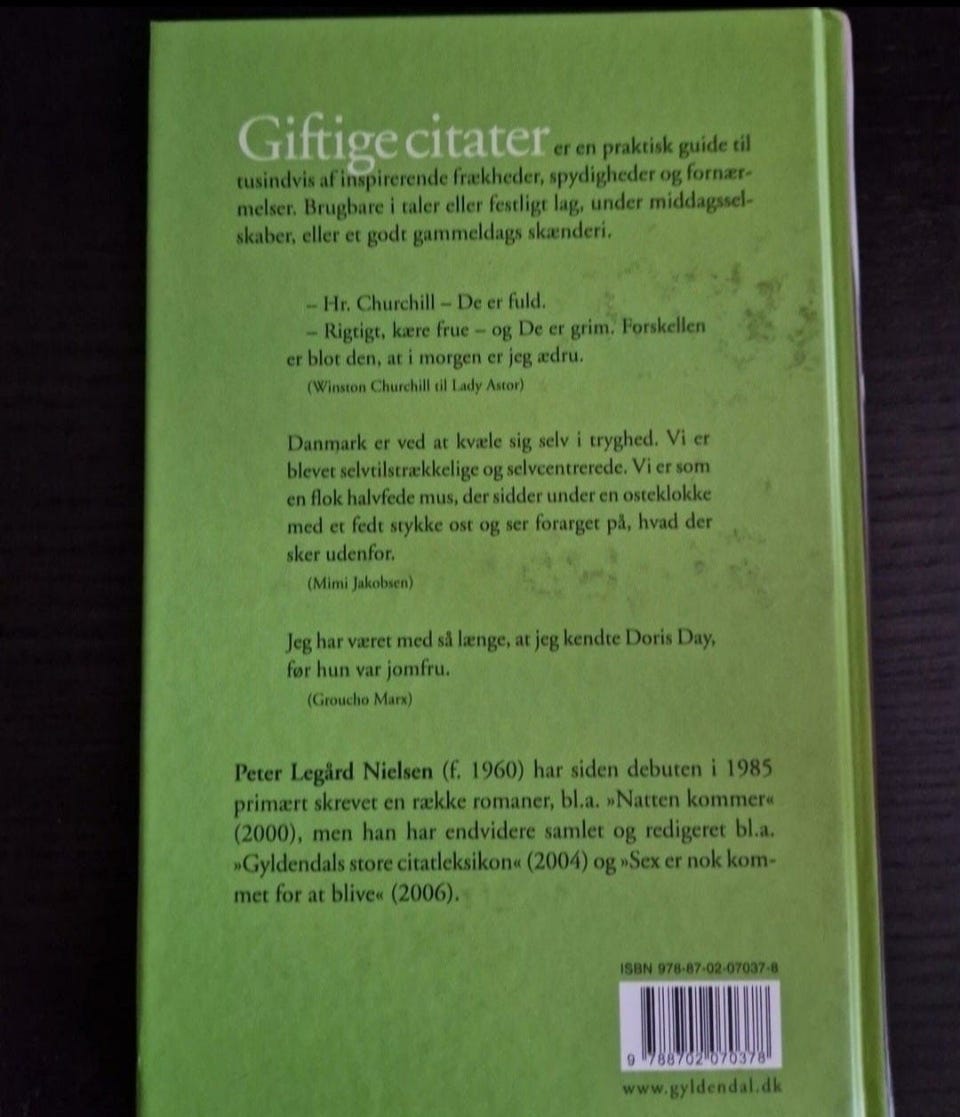 Giftige citater er en praktisk guide til
tusindvis af inspirerende frækheder, spydigheder og fornær-
melser. Brugbare i taler eller festligt lag, under middagssel-
skaber, eller et godt gammeldags skænderi.
– Hr. Churchill – De er fuld.
– Rigtigt, kære frue – og De er grim. Forskellen
er blot den, at i morgen er jeg ædru.
(Winston Churchill til Lady Astor)
Danmark er ved at kvæle sig selv i tryghed. Vi er
blevet selvtilstrækkelige og selvcentrerede. Vi er som
en flok halvfede mus, der sidder under en osteklokke
med et fedt stykke ost og ser forarget på, hvad der
sker udenfor.
(Mimi Jakobsen)
Jeg har været med så længe, at jeg kendte Doris Day,
før hun var jomfru.
(Groucho Marx)
Peter Legård Nielsen (f. 1960) har siden debuten i 1985
primært skrevet en række romaner, bl.a. »Natten kommer«
(2000), men han har endvidere samlet og redigeret bl.a.
»Gyldendals store citatleksikon« (2004) og »Sex er nok kom-
met for at blive« (2006).
ISBN 978-87-02-07037-8
9 788702 070378
www.gyldendal.dk